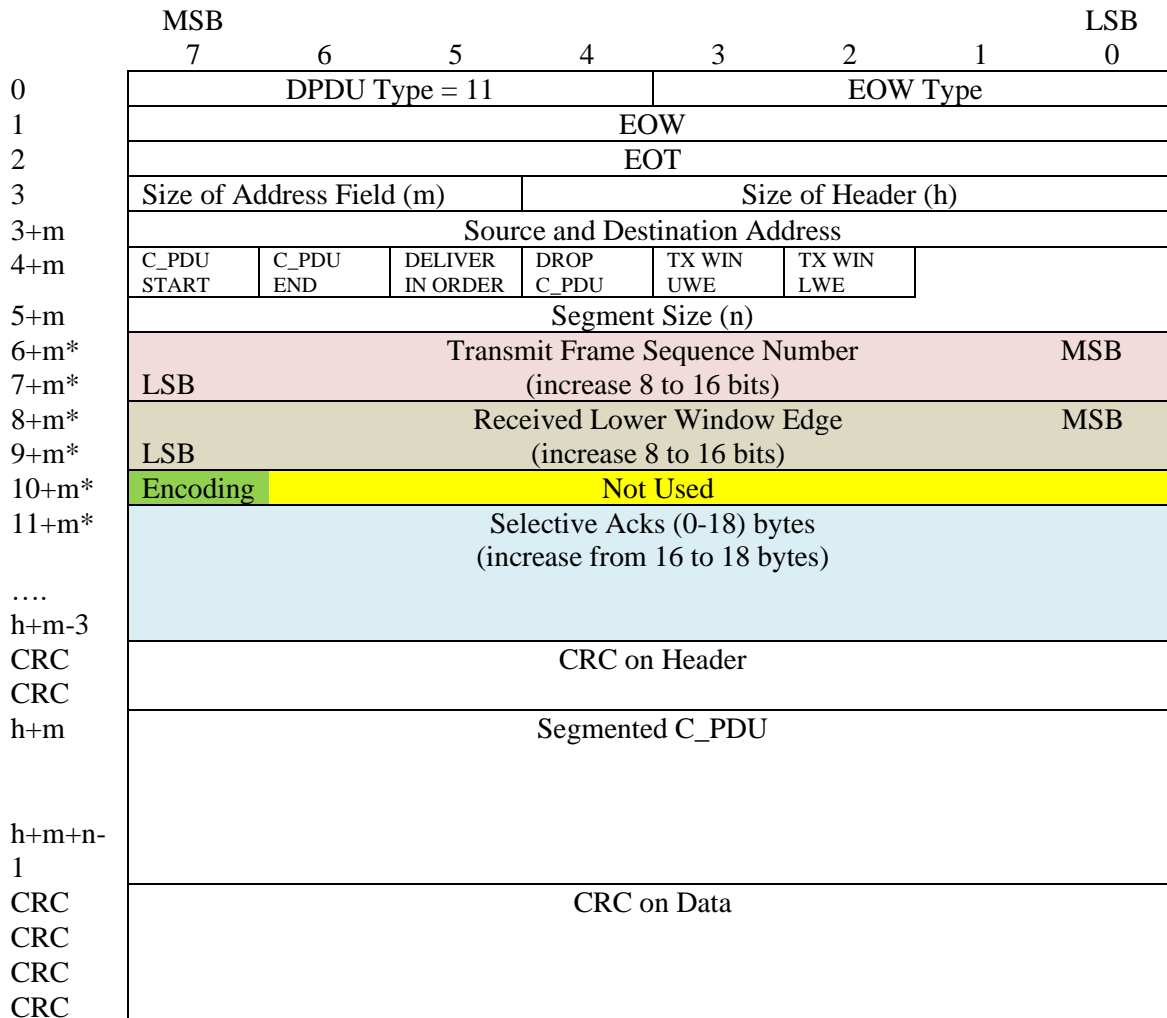 MSB LSB
7 6 5 4 3 2 1 0
0 DPDU Type = 11 EOW Type
1 EOW
2 EOT
3 Size of Address Field (m) Size of Header (h)
3+m Source and Destination Address
4+m C_PDU C_PDU DELIVER DROP TX WIN TX WIN
START END IN ORDER C_PDU UWE LWE
5+m Segment Size (n)
6+m* Transmit Frame Sequence Number MSB
7+m* LSB (increase 8 to 16 bits)
8+m* Received Lower Window Edge MSB
9+m* LSB (increase 8 to 16 bits)
10+m* Encoding Not Used
11+m* Selective Acks (0-18) bytes
(increase from 16 to 18 bytes)
….
h+m-3
CRC CRC on Header
CRC
h+m Segmented C_PDU
h+m+n-
1
CRC CRC on Data
CRC
CRC
CRC